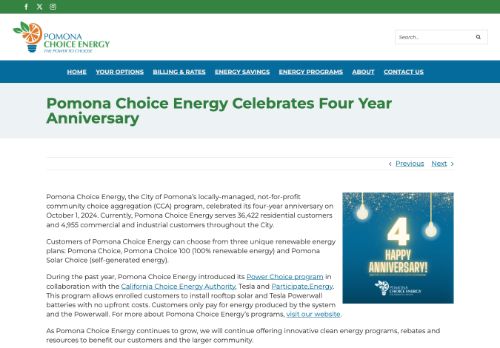 POMONA
CHOICE ENERGY
THE POWER TO CHOOSE
Search...
HOME YOUR OPTIONS BILLING & RATES ENERGY SAVINGS ENERGY PROGRAMS ABOUT CONTACT US
Pomona Choice Energy Celebrates Four Year
Anniversary
Previous Next
Pomona Choice Energy, the City of Pomona's locally-managed, not-for-profit
community choice aggregation (CCA) program, celebrated its four-year anniversary on
October 1, 2024. Currently, Pomona Choice Energy serves 36,422 residential customers
and 4,955 commercial and industrial customers throughout the City.
Customers of Pomona Choice Energy can choose from three unique renewable energy
plans: Pomona Choice, Pomona Choice 100 (100% renewable energy) and Pomona
Solar Choice (self-generated energy).
4
HAPPY
ANNIVERSARY!
POMONA
CHOICE ENERGY
During the past year, Pomona Choice Energy introduced its Power Choice program in
collaboration with the California Choice Energy Authority, Tesla and Participate.Energy.
This program allows enrolled customers to install rooftop solar and Tesla Powerwall
batteries with no upfront costs. Customers only pay for energy produced by the system
and the Powerwall. For more about Pomona Choice Energy's programs, visit our website.
As Pomona Choice Energy continues to grow, we will continue offering innovative clean energy programs, rebates and
resources to benefit our customers and the larger community.